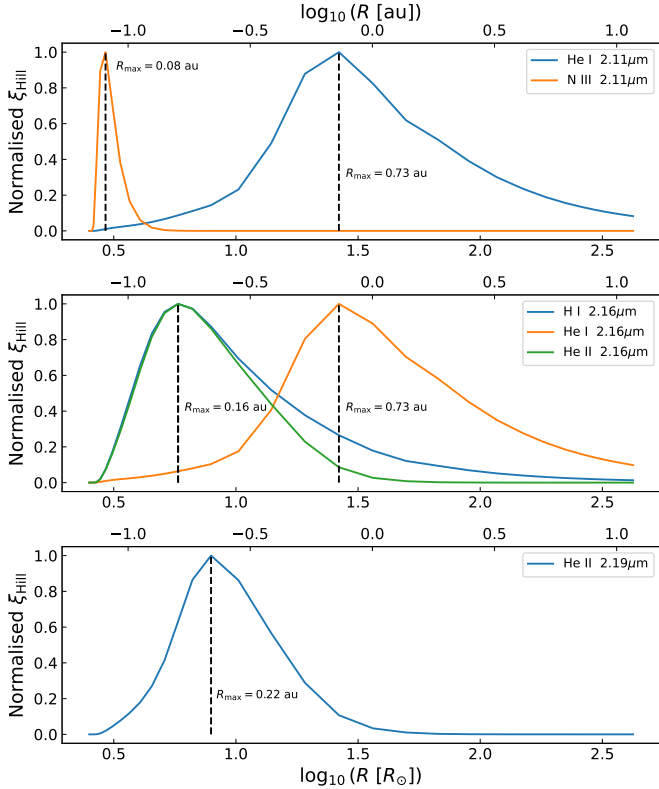 log₁₀(R [au])
−1.0 −0.5 0.0 0.5 1.0
Normalised ξHill
1.0
0.8
0.6
0.4
0.2
0.0
Rmax = 0.08 au
Rmax = 0.73 au
He I 2.11μm
N III 2.11μm
0.5 1.0 1.5 2.0 2.5
−1.0 −0.5 0.0 0.5 1.0
Normalised ξHill
1.0
0.8
0.6
0.4
0.2
0.0
Rmax = 0.16 au
Rmax = 0.73 au
H I 2.16μm
He I 2.16μm
He II 2.16μm
0.5 1.0 1.5 2.0 2.5
−1.0 −0.5 0.0 0.5 1.0
Normalised ξHill
1.0
0.8
0.6
0.4
0.2
0.0
Rmax = 0.22 au
He II 2.19μm
0.5 1.0 1.5 2.0 2.5
log₁₀(R [R⊙])